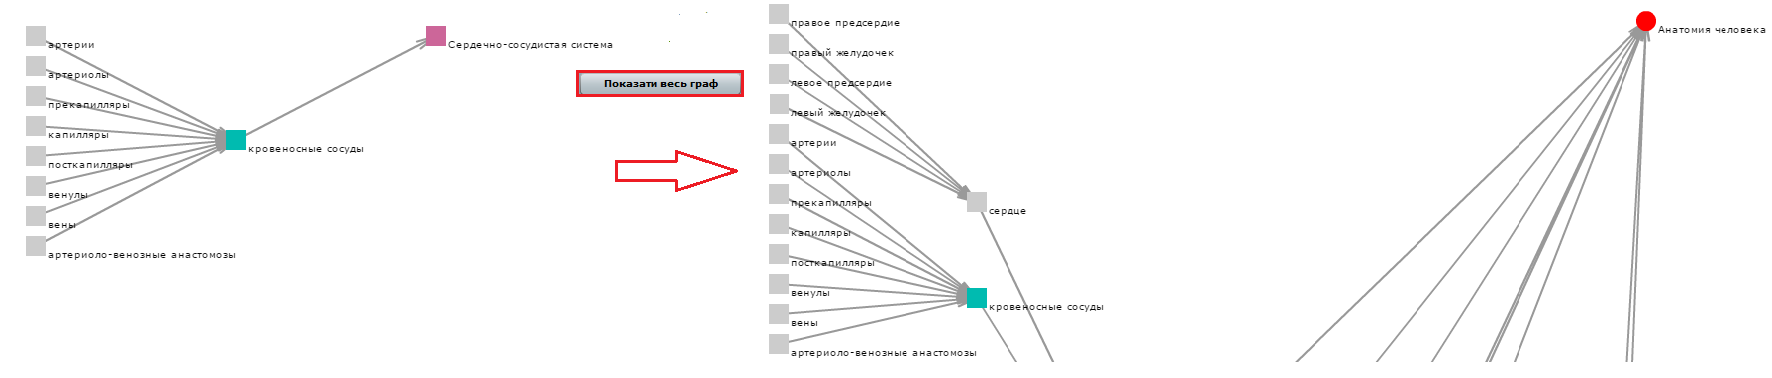 артерии
артериолы
прекапилляры
капилляры
посткапилляры
венулы
вены
артериоло-венозные анастомозы
кровеносные сосуды
Сердечно-сосудистая система
Показати весь граф
правое предсердие
правый желудочек
левое предсердие
левый желудочек
артерии
артериолы
прекапилляры
капилляры
посткапилляры
венулы
вены
артериоло-венозные анастомозы
сердце
кровеносные сосуды
Анатомия человека